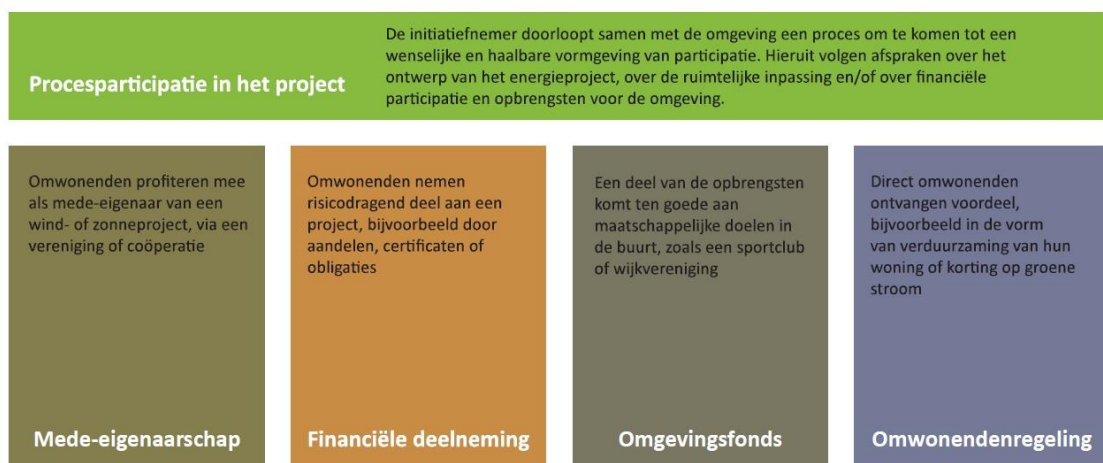 Procesparticipatie in het project
De initiatiefnemer doorloopt samen met de omgeving een proces om te komen tot een
wenselijke en haalbare vormgeving van participatie. Hieruit volgen afspraken over het
ontwerp van het energieproject, over de ruimtelijke inpassing en/of over financiële
participatie en opbrengsten voor de omgeving.
Omwonenden profiteren mee
als mede-eigenaar van een
wind- of zonneproject, via een
vereniging of coöperatie
Mede-eigenaarschap
Omwonenden nemen
risicodragend deel aan een
project, bijvoorbeeld door
aandelen, certificaten of
obligaties
Financiële deelneming
Een deel van de opbrengsten
komt ten goede aan
maatschappelijke doelen in
de buurt, zoals een sportclub
of wijkvereniging
Omgevingsfonds
Direct omwonenden
ontvangen voordeel,
bijvoorbeeld in de vorm
van verduurzaming van hun
woning of korting op groene
stroom
Omwonendenregeling